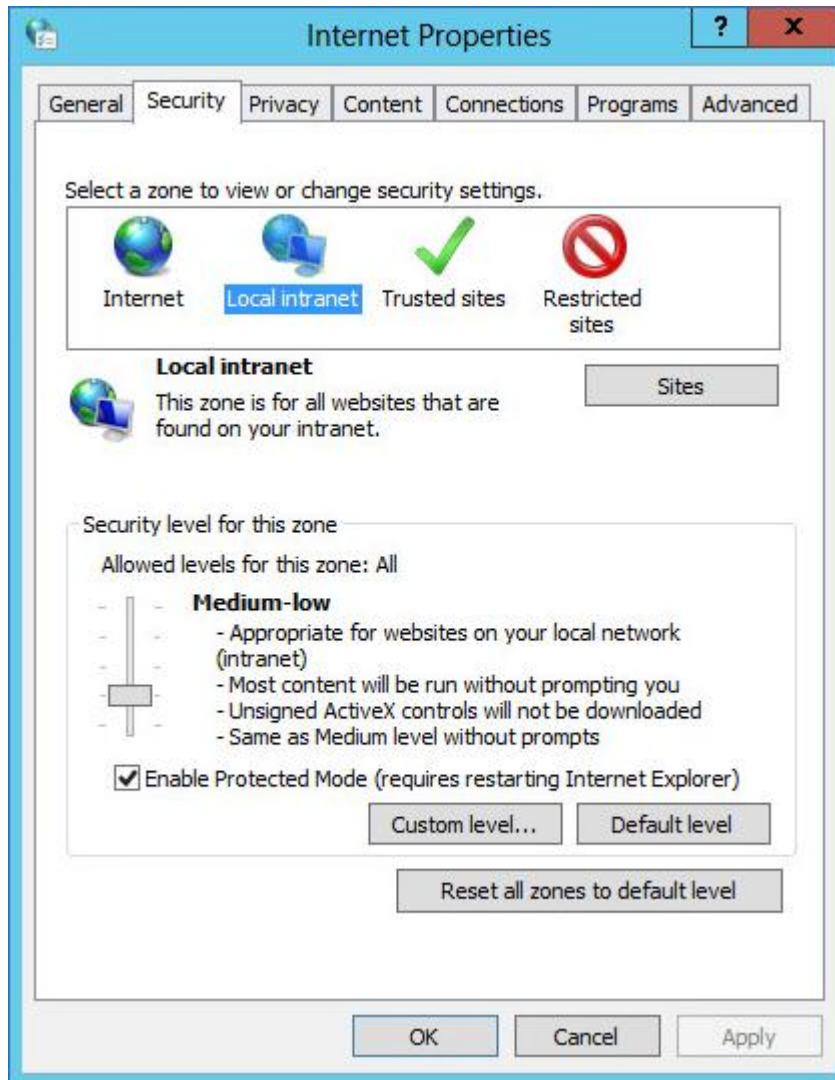 Internet Properties
?
x
General Security Privacy Content Connections Programs Advanced
Select a zone to view or change security settings.
Internet Local intranet Trusted sites Restricted
sites
Local intranet
Sites
This zone is for all websites that are
found on your intranet.
Security level for this zone
Allowed levels for this zone: All
Medium-low
- Appropriate for websites on your local network
(intranet)
- Most content will be run without prompting you
- Unsigned ActiveX controls will not be downloaded
- Same as Medium level without prompts
Enable Protected Mode (requires restarting Internet Explorer)
Custom level... Default level
Reset all zones to default level
OK Cancel Apply